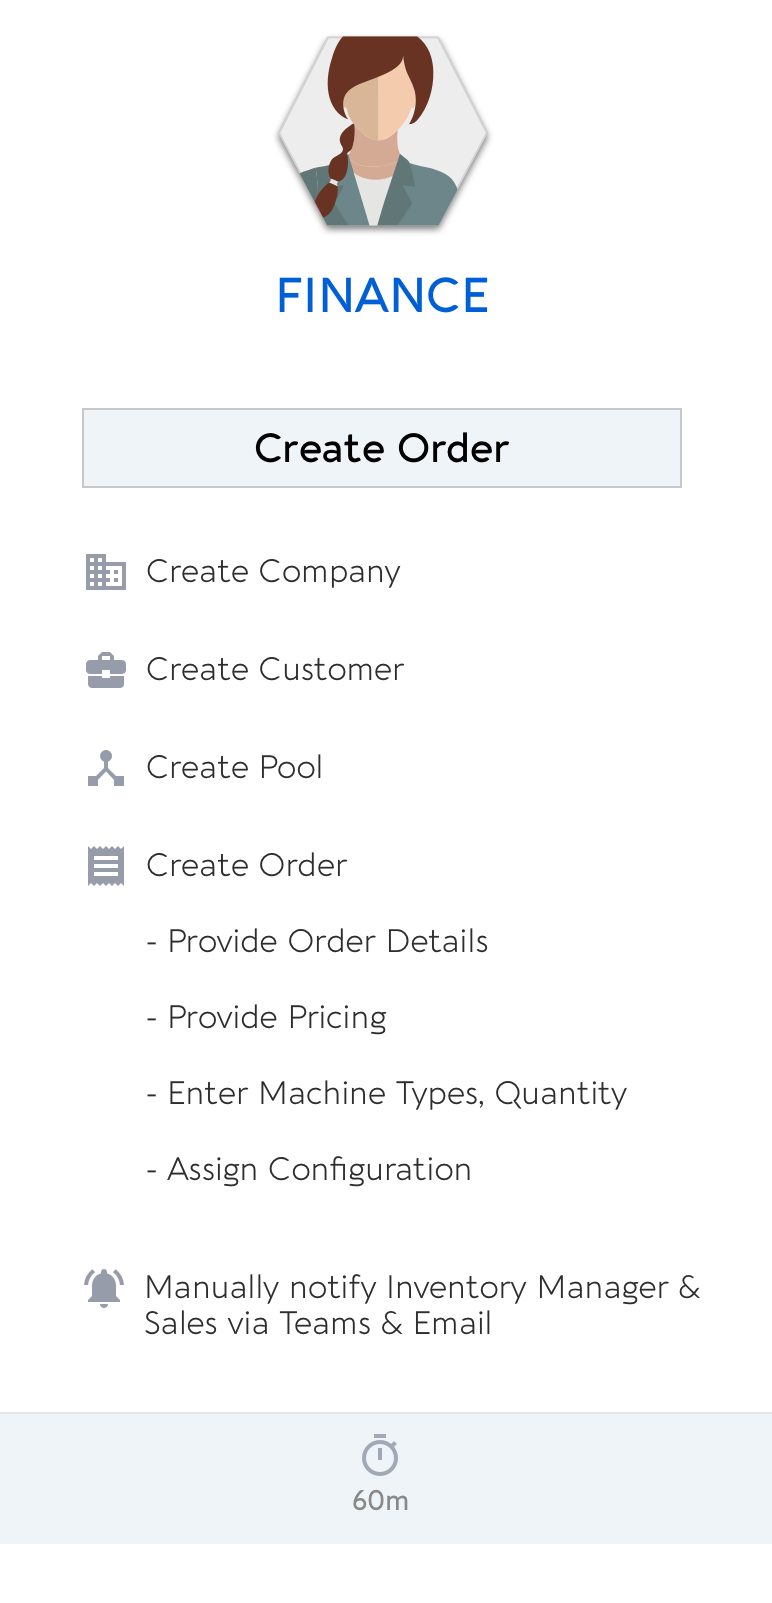 FINANCE
Create Order
Create Company
Create Customer
Create Pool
Create Order
- Provide Order Details
- Provide Pricing
- Enter Machine Types, Quantity
- Assign Configuration
Manually notify Inventory Manager &
Sales via Teams & Email
60m